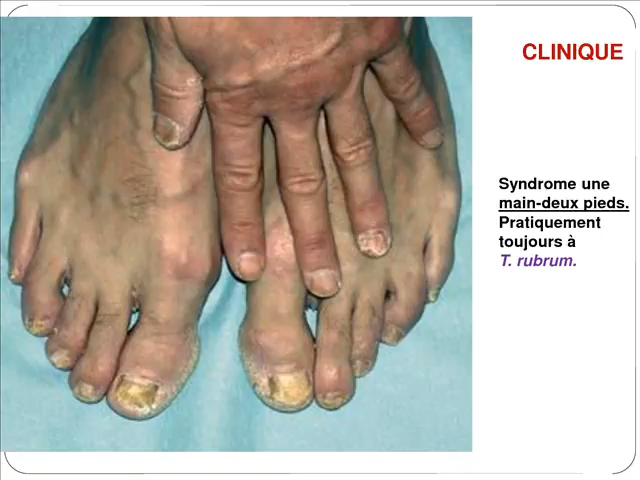 CLINIQUE
Syndrome une
main-deux pieds.
Pratiquement
toujours à
T. rubrum.